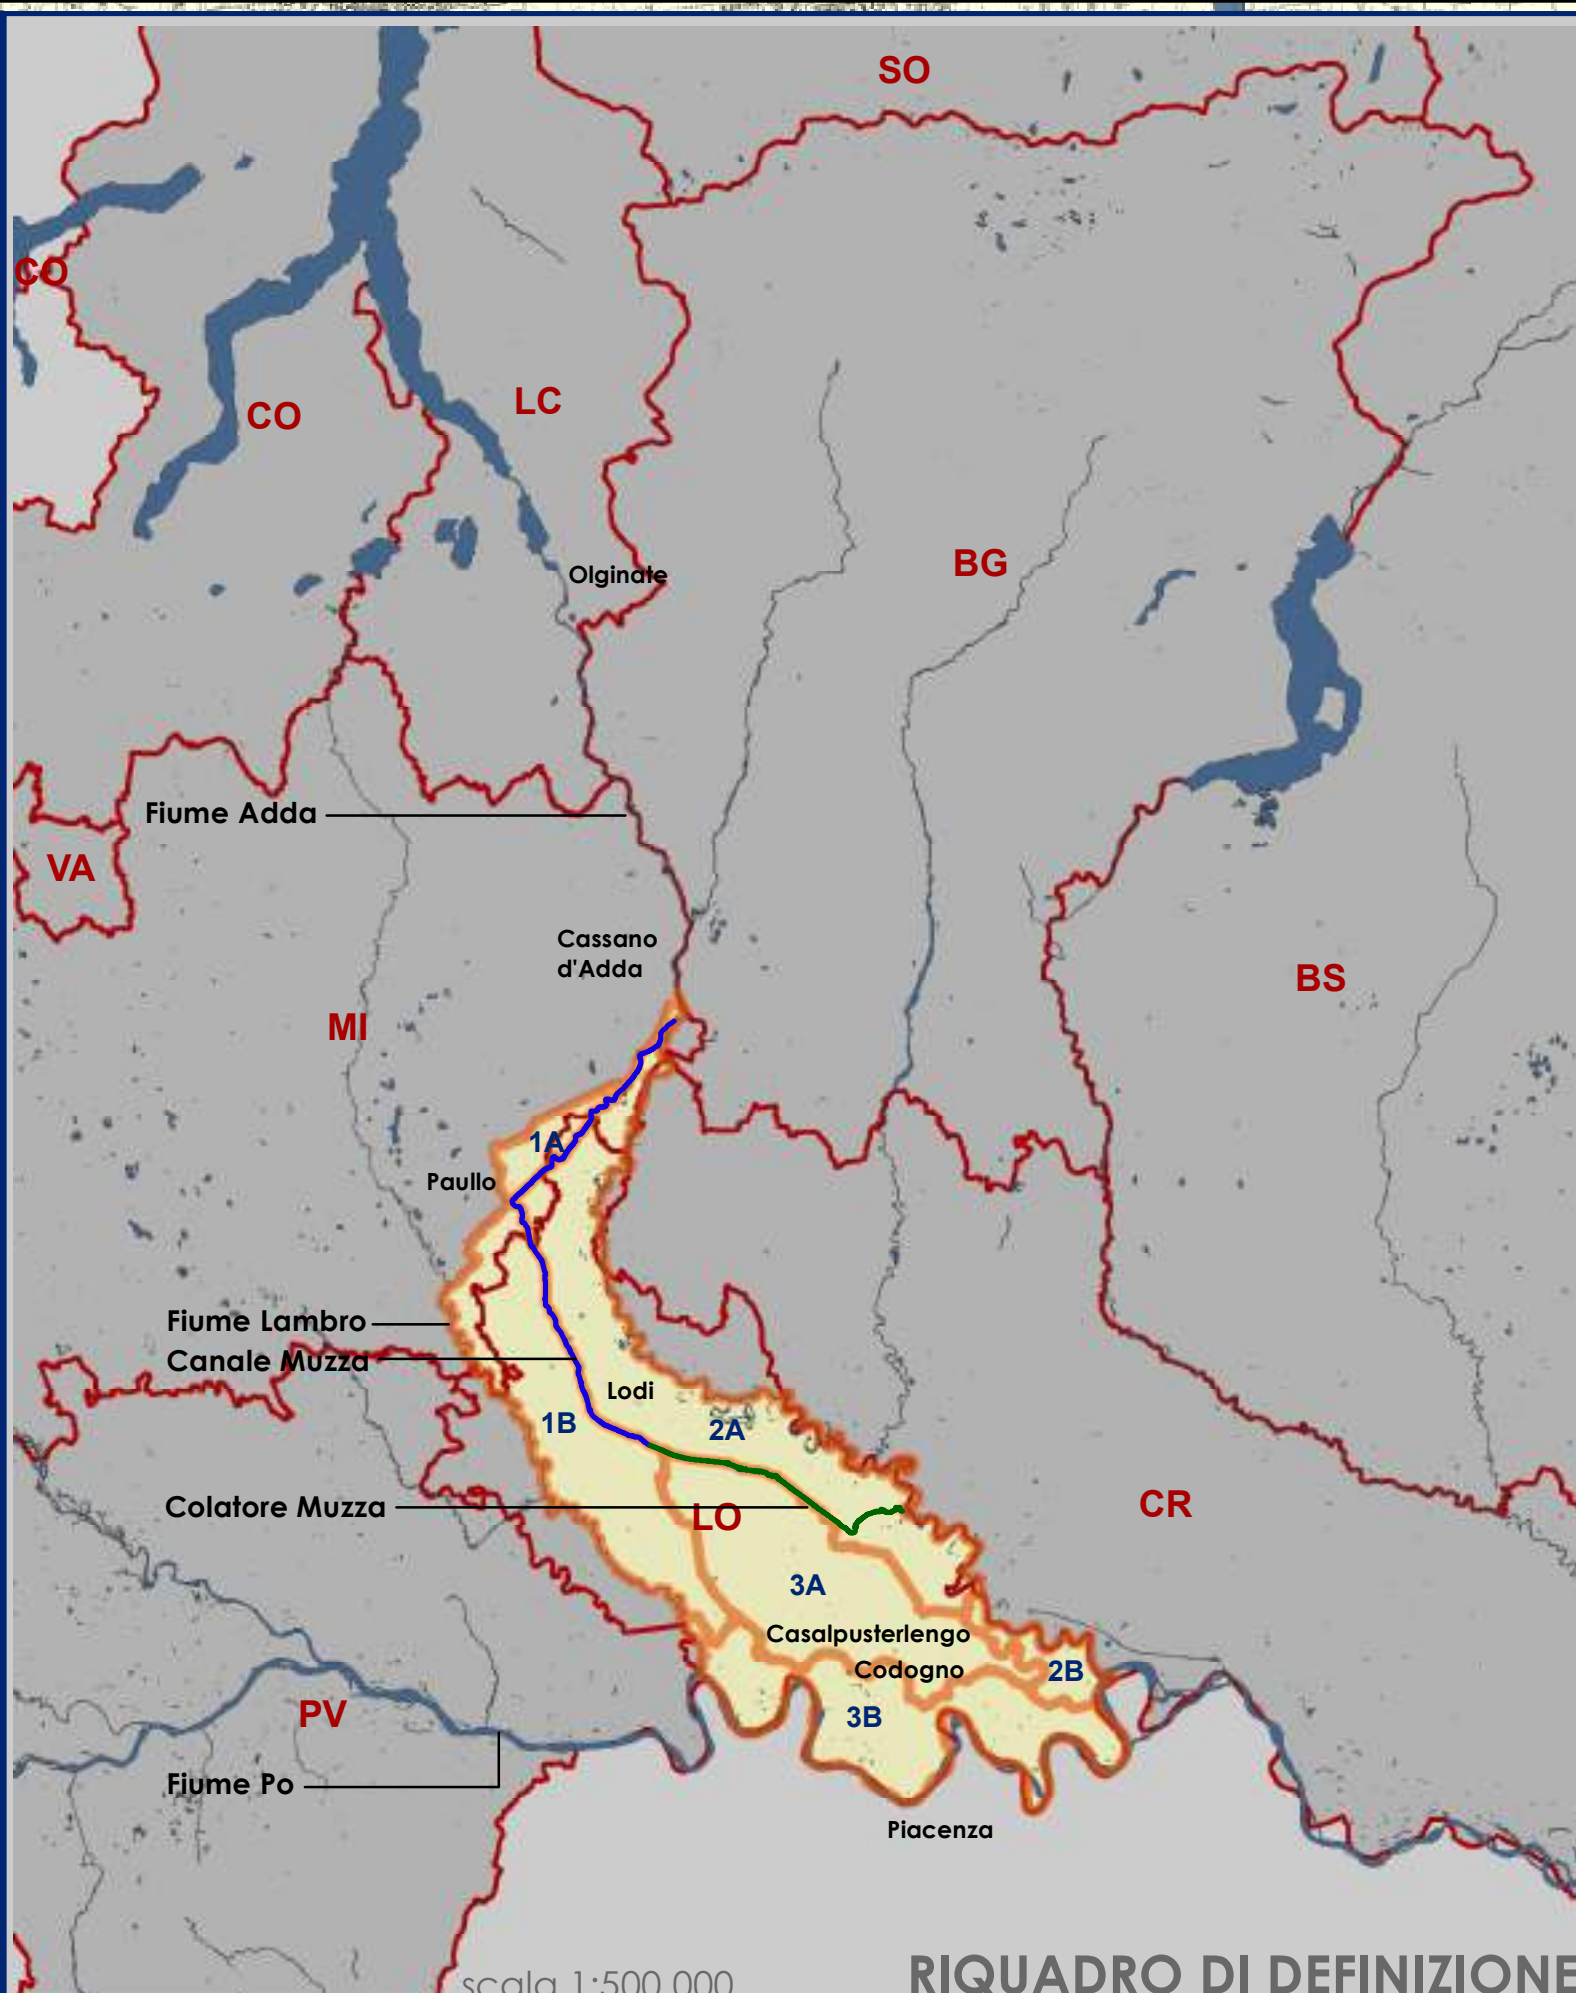 SO
CO
CO
LC
Olginate
BG
Fiume Adda
VA
Cassano
d'Adda
BS
MI
1A
Paullo
Fiume Lambro
Canale Muzza
Lodi
1B
2A
Colatore Muzza
LO
CR
3A
Casalpusterlengo
Codogno
2B
PV
3B
Fiume Po
Piacenza
scala 1:500.000
RIQUADRO DI DEFINIZIONE